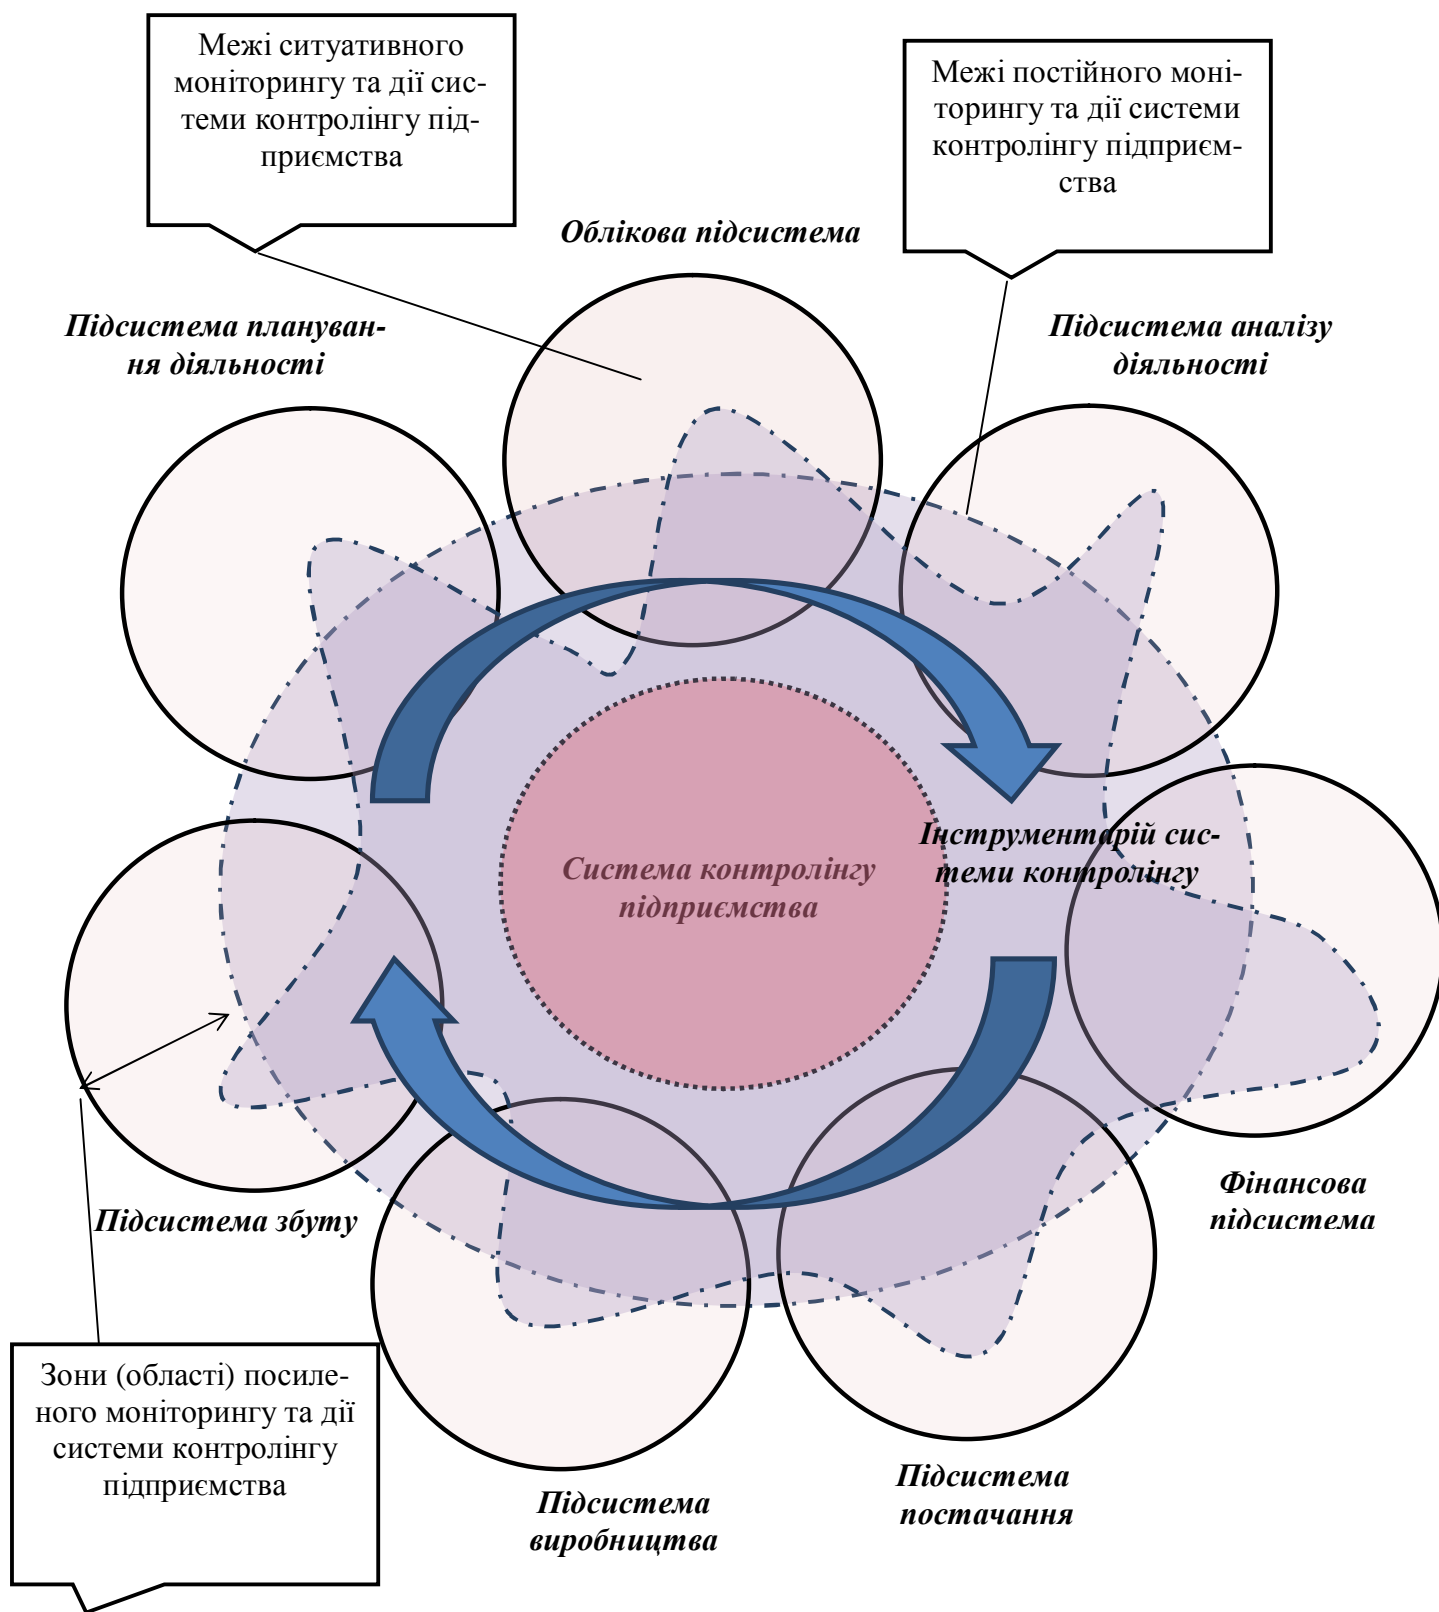 Межі ситуативного
моніторингу та дії сис-
теми контролінгу під-
приємства
Межі постійного моні-
торингу та дії системи
контролінгу підприєм-
ства
Облікова підсистема
Підсистема плануван-
ня діяльності
Підсистема аналізу
діяльності
Інструментарій сис-
теми контролінгу
Система контролінгу
підприємства
Фінансова
підсистема
Підсистема збуту
Зони (області) посиле-
ного моніторингу та дії
системи контролінгу
підприємства
Підсистема
постачання
Підсистема
виробництва